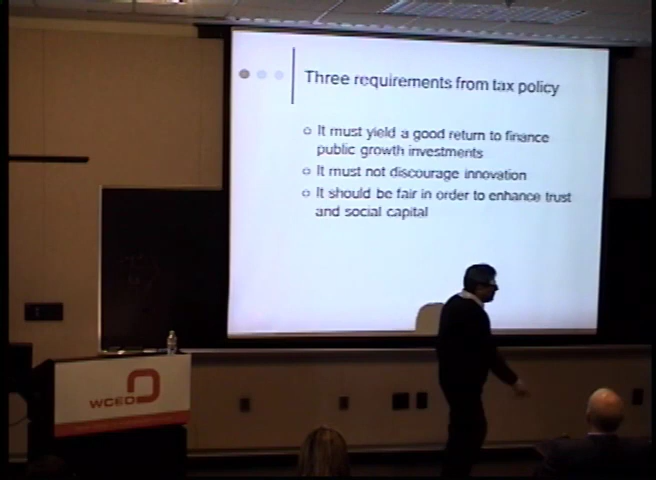 Three requirements from tax policy
It must yield a good return to finance
public growth investments
It must not discourage innovation
It should be fair in order to enhance trust
and social capital
WCEO